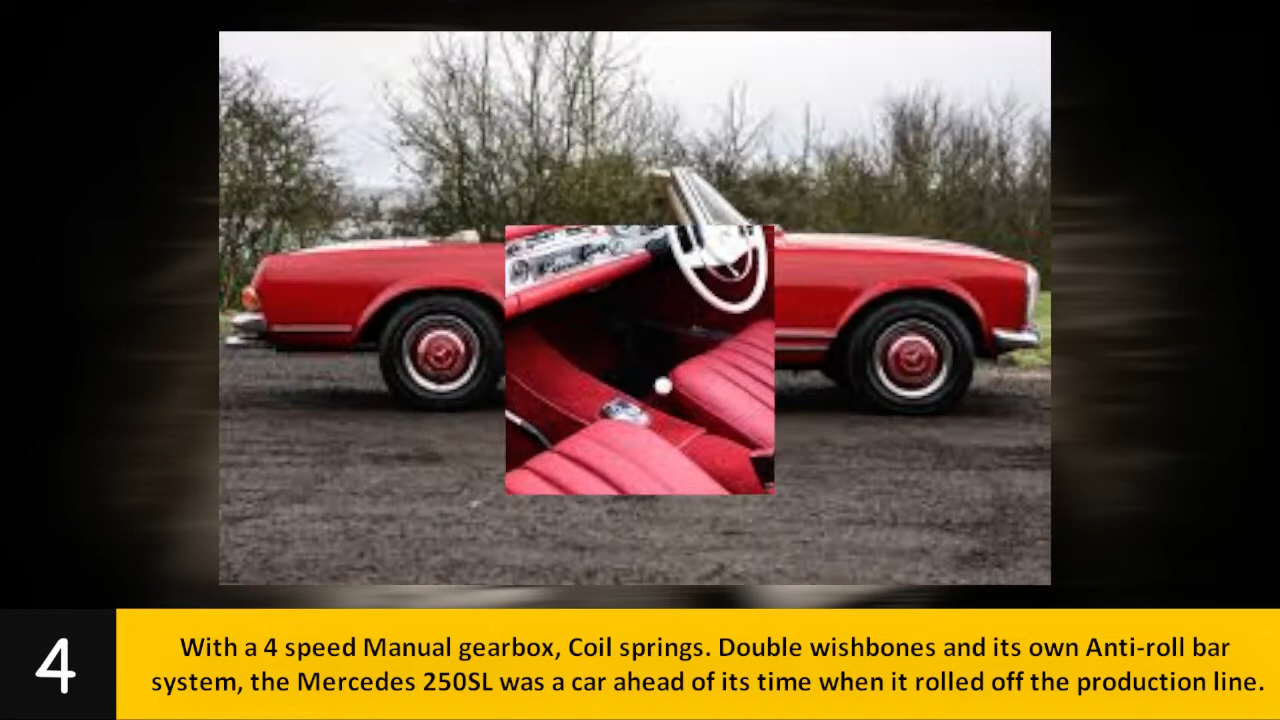 4
With a 4 speed Manual gearbox, Coil springs. Double wishbones and its own Anti-roll bar
system, the Mercedes 250SL was a car ahead of its time when it rolled off the production line.